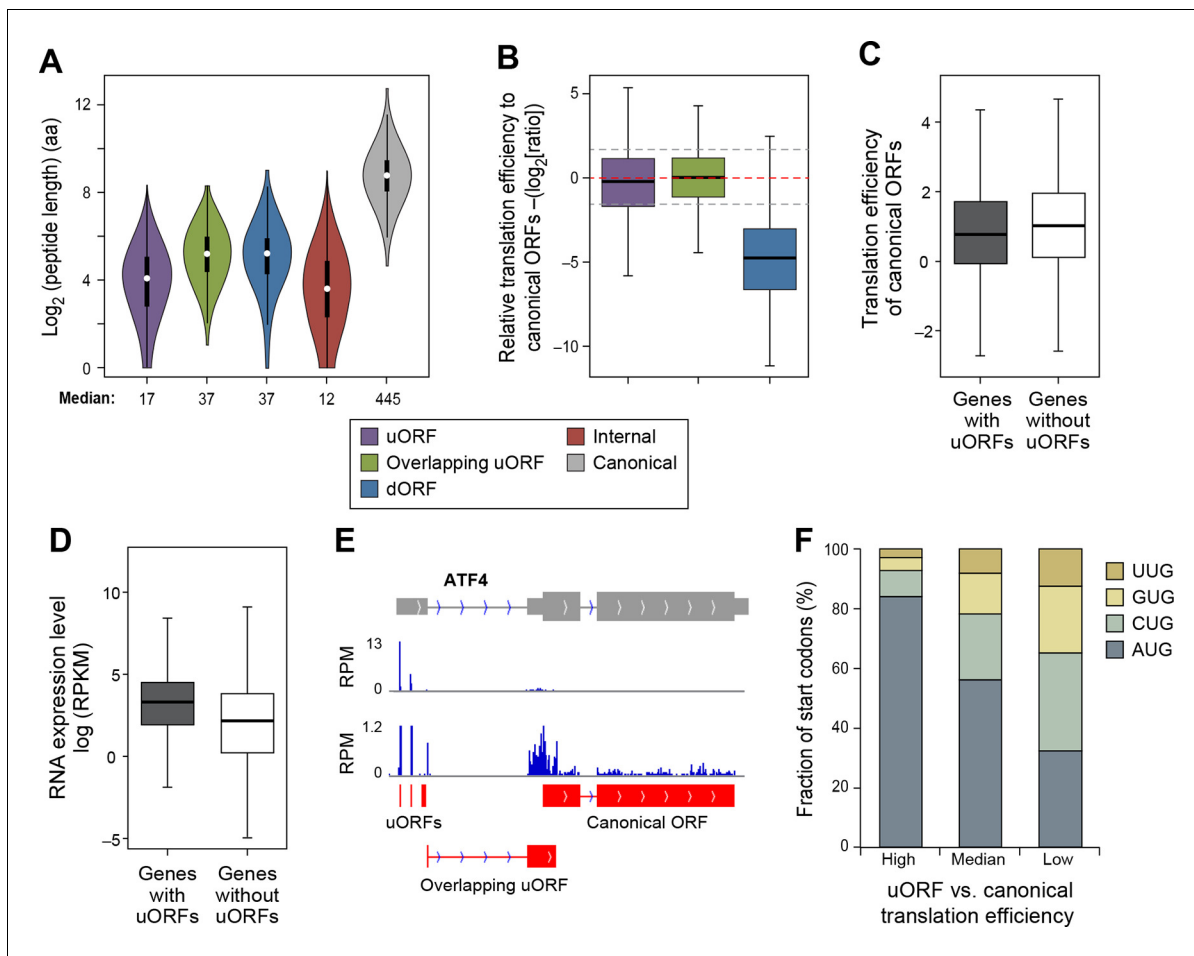 A
Log2 (peptide length) (aa)
12
8
4
0
Median: 17 37 37 12 445
B
Relative translation efficiency to
canonical ORFs –(log2[ratio])
5
0
–5
–10
C
Translation efficiency
of canonical ORFs
4
2
0
–2
Genes
with
uORFs
Genes
without
uORFs
uORF
Overlapping uORF
dORF
Internal
Canonical
D
RNA expression level
log (RPKM)
10
5
0
–5
Genes
with
uORFs
Genes
without
uORFs
E
ATF4
RPM
13
0
RPM
1.2
0
uORFs
Canonical ORF
Overlapping uORF
F
Fraction of start codons (%)
100
80
60
40
20
0
High Median Low
uORF vs. canonical
translation efficiency
UUG
GUG
CUG
AUG